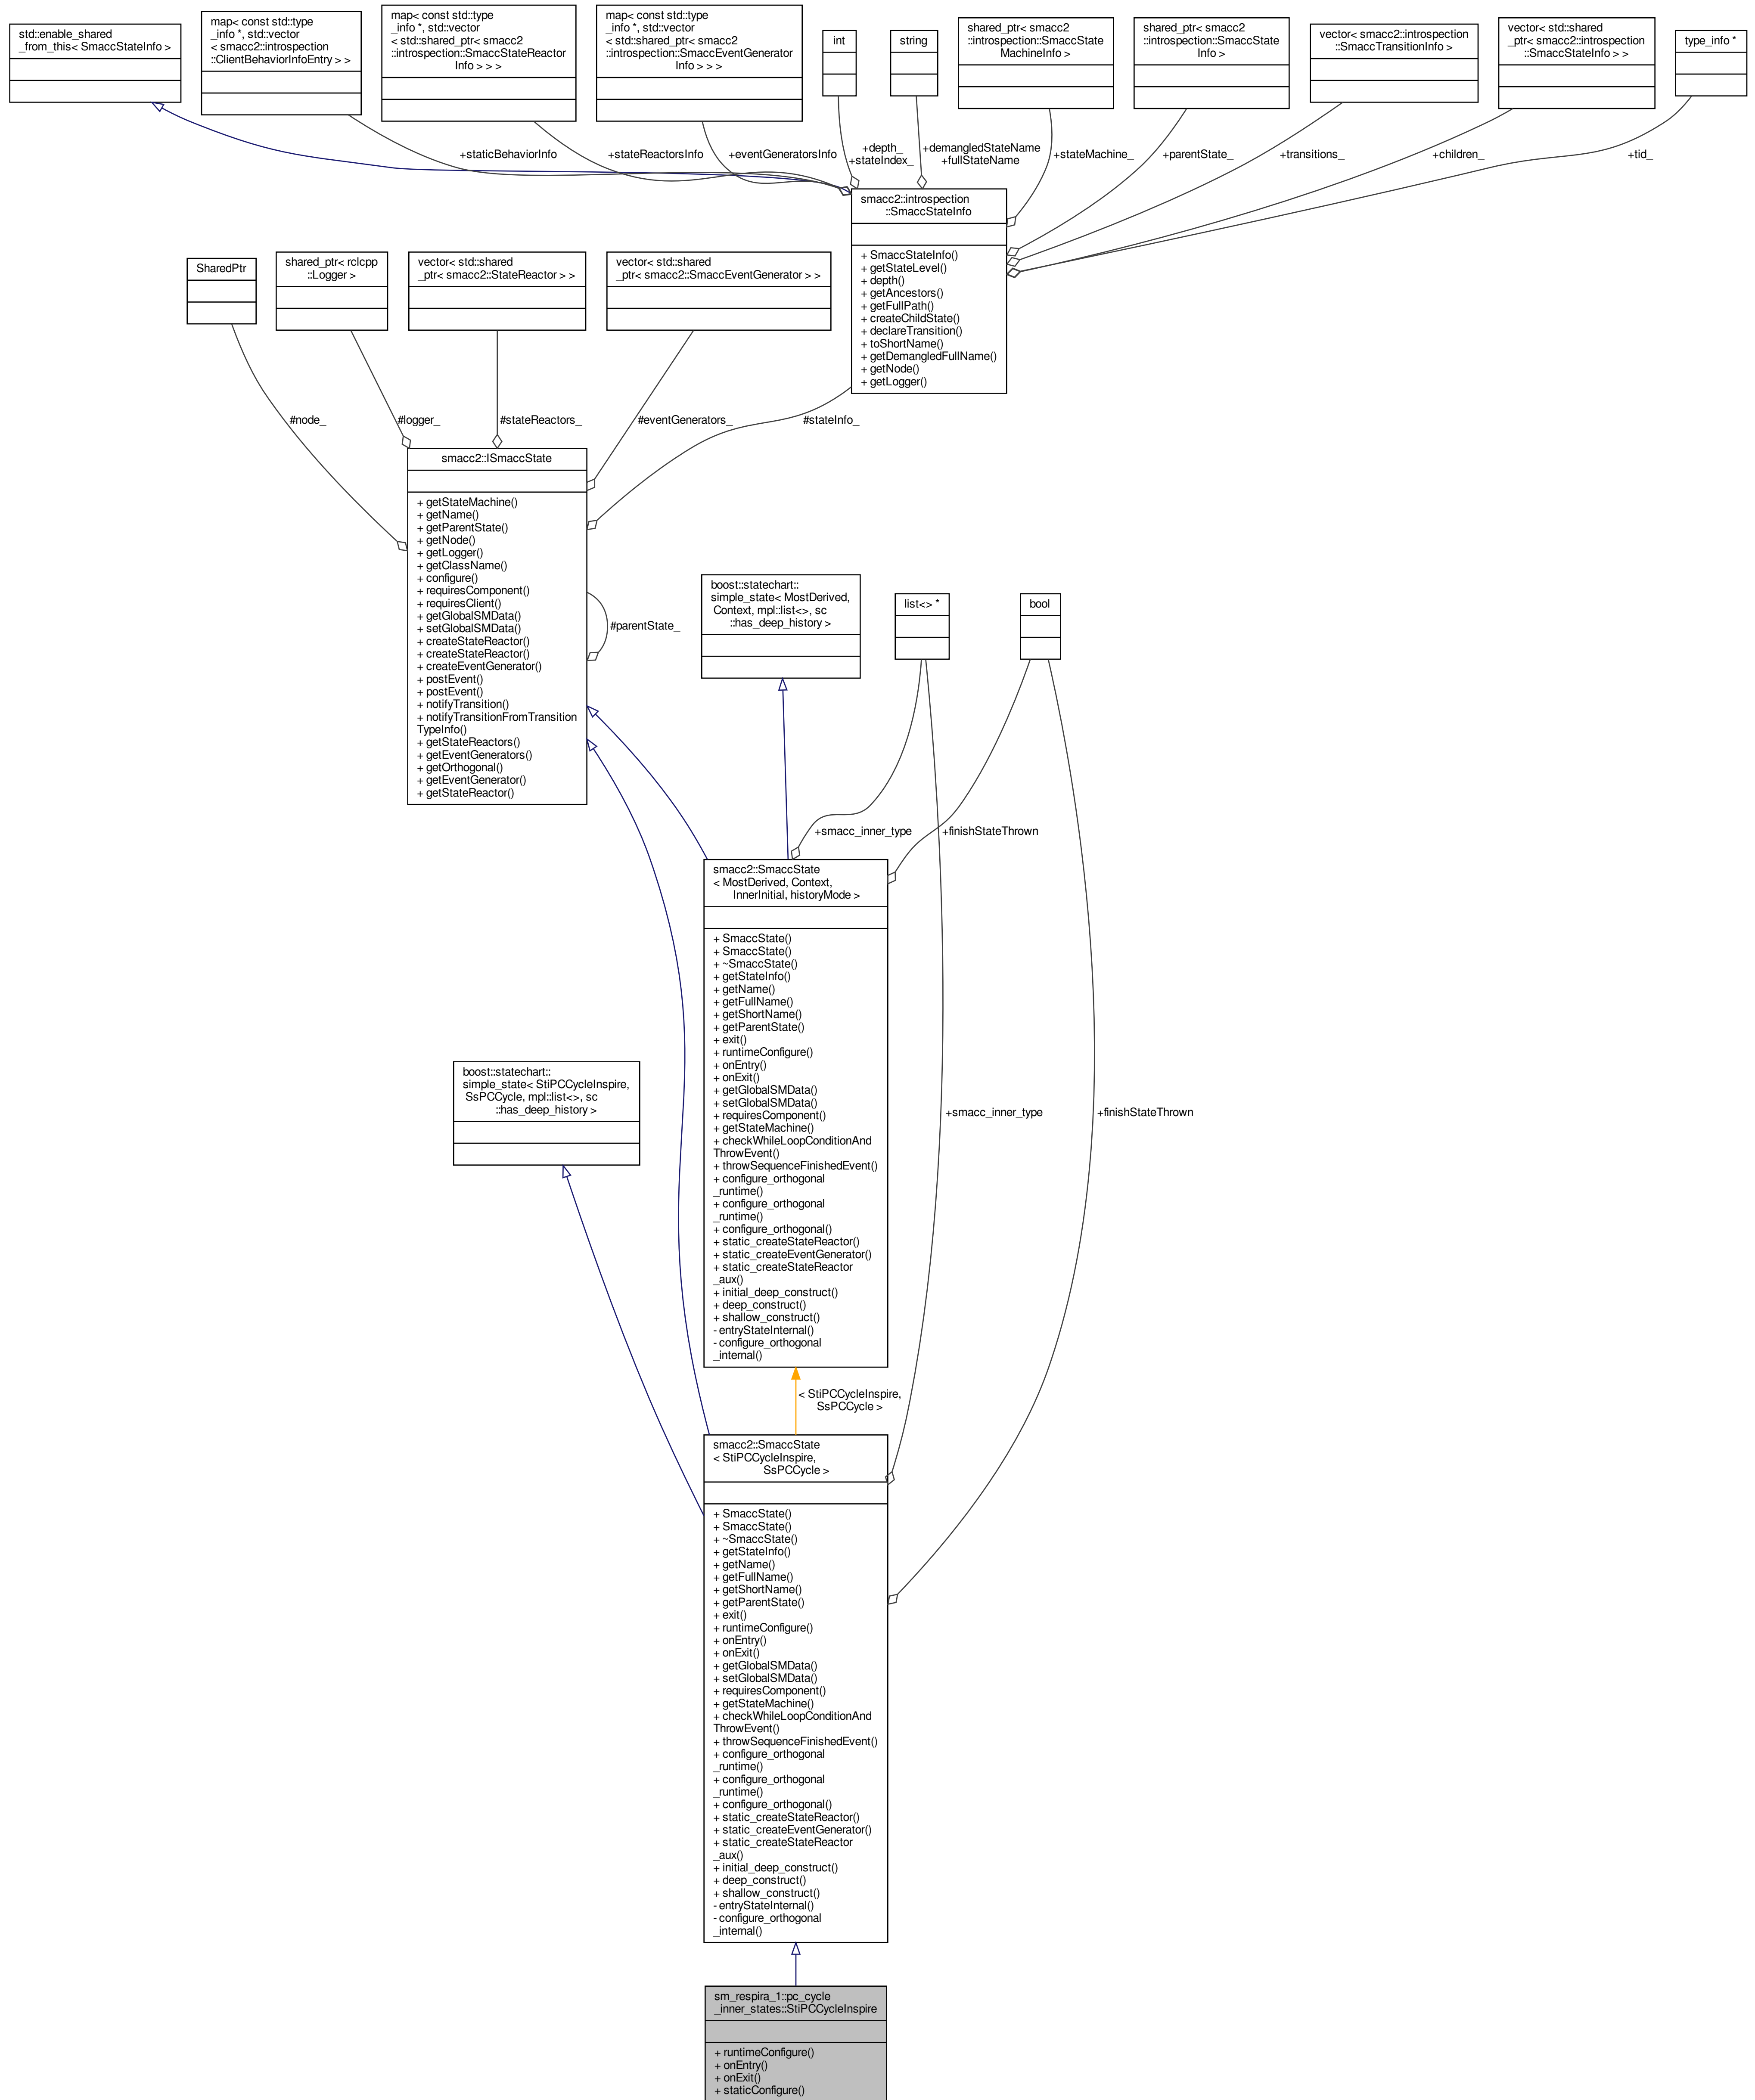 std::enable_shared
_from_this< SmaccStateInfo >
map< const std::type
_info *, std::vector
< smacc2::introspection
::ClientBehaviorInfoEntry > >
map< const std::type
_info *, std::vector
< std::shared_ptr< smacc2
::introspection::SmaccStateReactor
Info > > >
map< const std::type
_info *, std::vector
< std::shared_ptr< smacc2
::introspection::SmaccEventGenerator
Info > > >
int
string
shared_ptr< smacc2
::introspection::SmaccState
MachineInfo >
shared_ptr< smacc2
::introspection::SmaccState
Info >
vector< smacc2::introspection
::SmaccTransitionInfo >
vector< std::shared
_ptr< smacc2::introspection
::SmaccStateInfo > >
type_info *
+staticBehaviorInfo
+stateReactorsInfo
+eventGeneratorsInfo
+depth_
+stateIndex_
+demangledStateName
+fullStateName
+stateMachine_
+parentState_
+transitions_
+children_
+tid_
smacc2::introspection
::SmaccStateInfo
+ SmaccStateInfo()
+ getStateLevel()
+ depth()
+ getAncestors()
+ getFullPath()
+ createChildState()
+ declareTransition()
+ toShortName()
+ getDemangledFullName()
+ getNode()
+ getLogger()
SharedPtr
shared_ptr< rclcpp
::Logger >
vector< std::shared
_ptr< smacc2::StateReactor > >
vector< std::shared
_ptr< smacc2::SmaccEventGenerator > >
#node_
#logger_
#stateReactors_
#eventGenerators_
#stateInfo_
smacc2::ISmaccState
+ getStateMachine()
+ getName()
+ getParentState()
+ getNode()
+ getLogger()
+ getClassName()
+ configure()
+ requiresComponent()
+ requiresClient()
+ getGlobalSMData()
+ setGlobalSMData()
+ createStateReactor()
+ createStateReactor()
+ createEventGenerator()
+ postEvent()
+ postEvent()
+ notifyTransition()
+ notifyTransitionFromTransition
TypeInfo()
+ getStateReactors()
+ getEventGenerators()
+ getOrthogonal()
+ getEventGenerator()
+ getStateReactor()
#parentState_
boost::statechart::
simple_state< MostDerived,
Context, mpl::list<>, sc
::has_deep_history >
list<> *
bool
+smacc_inner_type
+finishStateThrown
smacc2::SmaccState
< MostDerived, Context,
InnerInitial, historyMode >
+ SmaccState()
+ SmaccState()
+ ~SmaccState()
+ getStateInfo()
+ getName()
+ getFullName()
+ getShortName()
+ getParentState()
+ exit()
+ runtimeConfigure()
+ onEntry()
+ onExit()
+ getGlobalSMData()
+ setGlobalSMData()
+ requiresComponent()
+ getStateMachine()
+ checkWhileLoopConditionAnd
ThrowEvent()
+ throwSequenceFinishedEvent()
+ configure_orthogonal
_runtime()
+ configure_orthogonal
_runtime()
+ configure_orthogonal()
+ static_createStateReactor()
+ static_createEventGenerator()
+ static_createStateReactor
_aux()
+ initial_deep_construct()
+ deep_construct()
+ shallow_construct()
- entryStateInternal()
- configure_orthogonal
_internal()
boost::statechart::
simple_state< StiPCCycleInspire,
SsPCCycle, mpl::list<>, sc
::has_deep_history >
+smacc_inner_type
+finishStateThrown
< StiPCCycleInspire,
SsPCCycle >
smacc2::SmaccState
< StiPCCycleInspire,
SsPCCycle >
+ SmaccState()
+ SmaccState()
+ ~SmaccState()
+ getStateInfo()
+ getName()
+ getFullName()
+ getShortName()
+ getParentState()
+ exit()
+ runtimeConfigure()
+ onEntry()
+ onExit()
+ getGlobalSMData()
+ setGlobalSMData()
+ requiresComponent()
+ getStateMachine()
+ checkWhileLoopConditionAnd
ThrowEvent()
+ throwSequenceFinishedEvent()
+ configure_orthogonal
_runtime()
+ configure_orthogonal
_runtime()
+ configure_orthogonal()
+ static_createStateReactor()
+ static_createEventGenerator()
+ static_createStateReactor
_aux()
+ initial_deep_construct()
+ deep_construct()
+ shallow_construct()
- entryStateInternal()
- configure_orthogonal
_internal()
sm_respira_1::pc_cycle
_inner_states::StiPCCycleInspire
+ runtimeConfigure()
+ onEntry()
+ onExit()
+ staticConfigure()